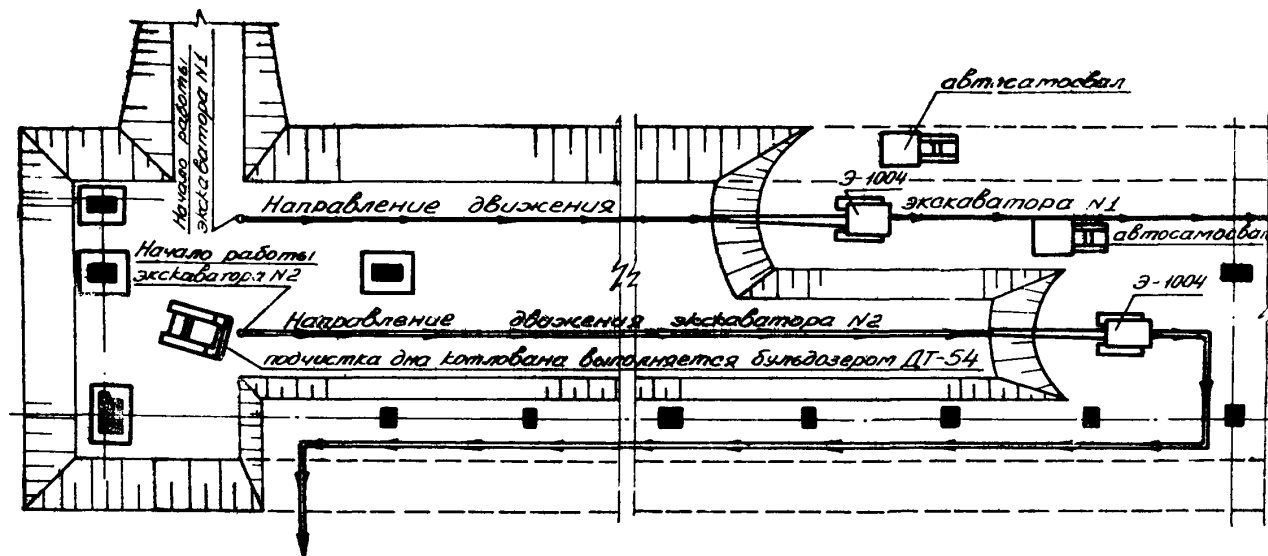 Начало работы
экскаватора N1
автосамосвал
Э-1004
Направление движения экскаватора N1
автосамосвал
Начало работы
экскаватора N2
Э-1004
Направление движения экскаватора N2
подчистка дна котлована выполняется бульдозером ДТ-54